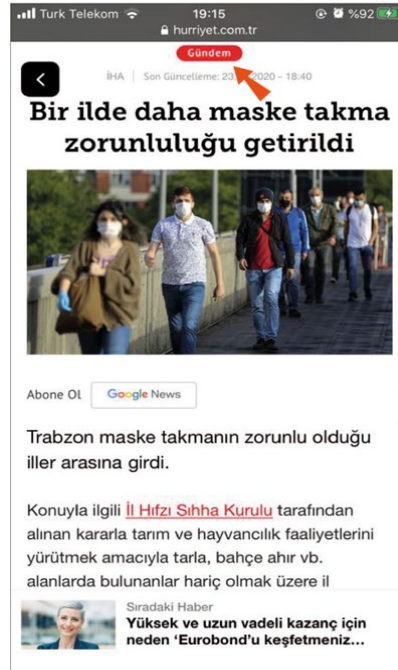 Turk Telekom 19:15 %92
hurriyet.com.tr
Gündem
İHA | Son Güncelleme: 23. 2020 - 18:40
Bir ilde daha maske takma
zorunluluğu getirildi
Abone OL Google News
Trabzon maske takmanın zorunlu olduğu
iller arasına girdi.
Konuyla ilgili İl Hıfzı Sıhha Kurulu tarafından
alınan kararla tarım ve hayvancılık faaliyetlerini
yürütmek amacıyla tarla, bahçe ahır vb.
alanlarda bulunanlar hariç olmak üzere il
Sıradaki Haber
Yüksek ve uzun vadeli kazanç için
neden ‘Eurobond’u keşfetmeniz...